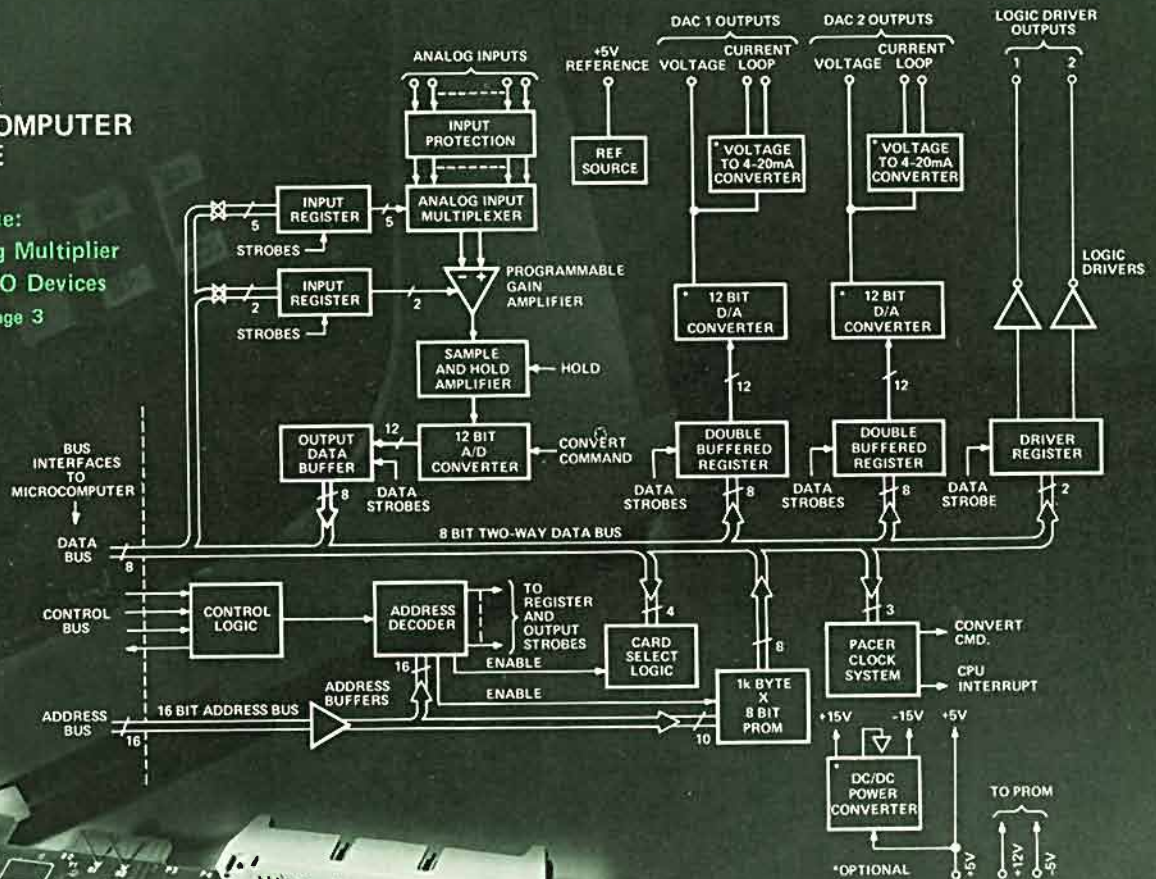 OMPUTER
E
te:
g Multiplier
O Devices
age 3
ANALOG INPUTS
INPUT
PROTECTION
ANALOG INPUT
MULTIPLEXER
INPUT
REGISTER
5
5
STROBES
INPUT
REGISTER
2
2
STROBES
- +
PROGRAMMABLE
GAIN
AMPLIFIER
SAMPLE
AND HOLD
AMPLIFIER
HOLD
12 BIT
A/D
CONVERTER
CONVERT
COMMAND
12
OUTPUT
DATA
BUFFER
DATA
STROBES
8
+5V
REFERENCE
REF
SOURCE
DAC 1 OUTPUTS
VOLTAGE
CURRENT
LOOP
* VOLTAGE
TO 4-20mA
CONVERTER
* 12 BIT
D/A
CONVERTER
12
DOUBLE
BUFFERED
REGISTER
DATA
STROBES
8
DAC 2 OUTPUTS
VOLTAGE
CURRENT
LOOP
* VOLTAGE
TO 4-20mA
CONVERTER
* 12 BIT
D/A
CONVERTER
12
DOUBLE
BUFFERED
REGISTER
DATA
STROBES
8
LOGIC DRIVER
OUTPUTS
1 2
LOGIC
DRIVERS
DRIVER
REGISTER
DATA
STROBE
2
BUS
INTERFACES
TO
MICROCOMPUTER
DATA
BUS
8
8 BIT TWO-WAY DATA BUS
CONTROL
BUS
CONTROL
LOGIC
ADDRESS
DECODER
TO
REGISTER
AND
OUTPUT
STROBES
16
ENABLE
ENABLE
4
CARD
SELECT
LOGIC
8
1k BYTE
X
8 BIT
PROM
10
3
PACER
CLOCK
SYSTEM
CONVERT
CMD.
CPU
INTERRUPT
ADDRESS
BUS
16
16 BIT ADDRESS BUS
ADDRESS
BUFFERS
+15V
-15V
+5V
* DC/DC
POWER
CONVERTER
*OPTIONAL
+5V
TO PROM
+12V
-5V